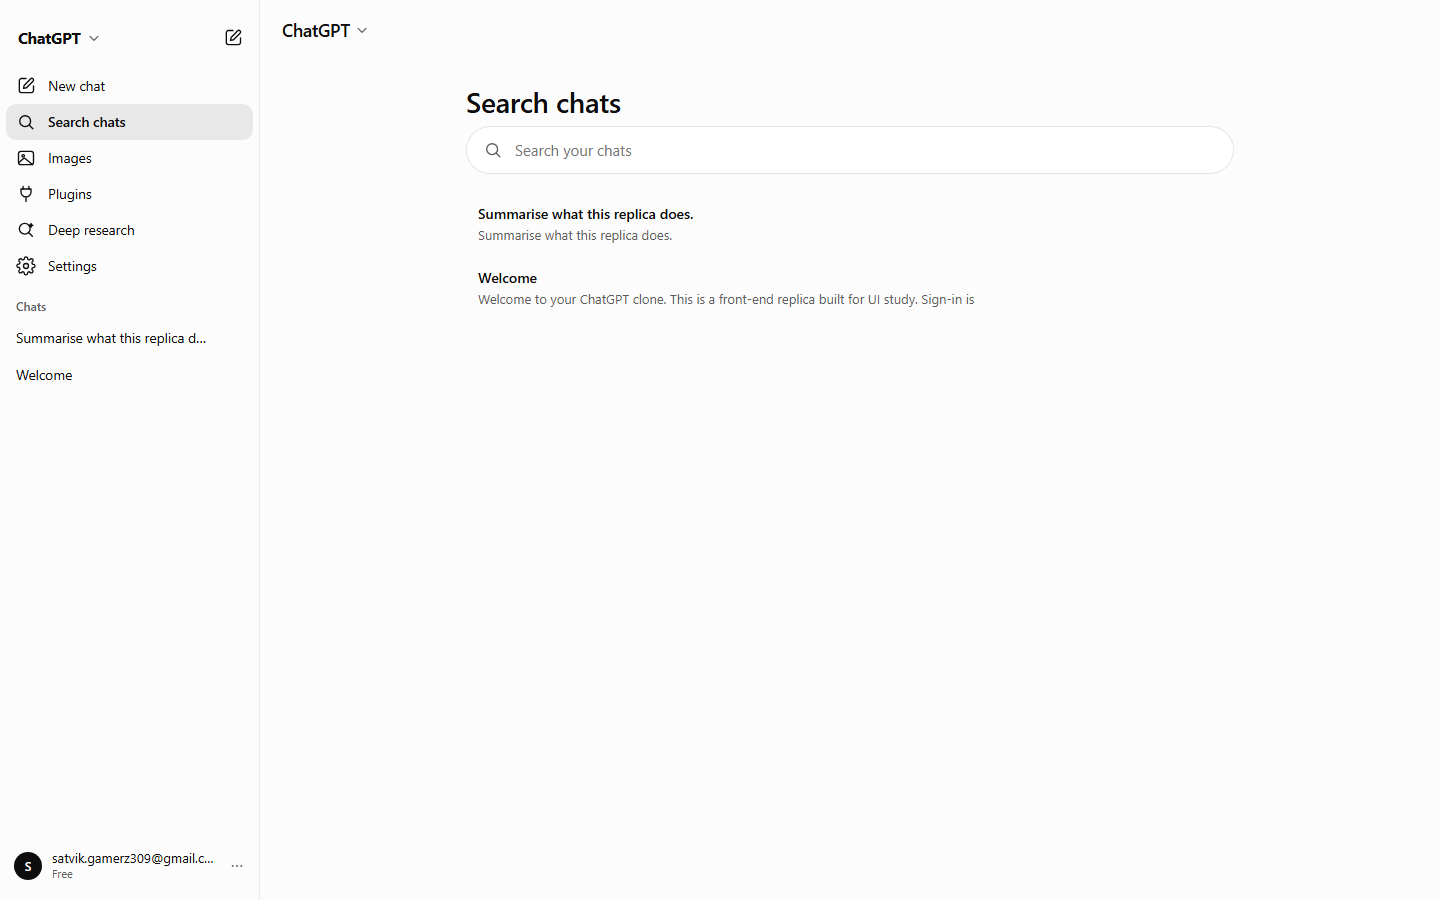 ChatGPT
New chat
Search chats
Images
Plugins
Deep research
Settings
Chats
Summarise what this replica d...
Welcome
S
satvik.gamerz309@gmail.c...
Free
ChatGPT
Search chats
Search your chats
Summarise what this replica does.
Summarise what this replica does.
Welcome
Welcome to your ChatGPT clone. This is a front-end replica built for UI study. Sign-in is